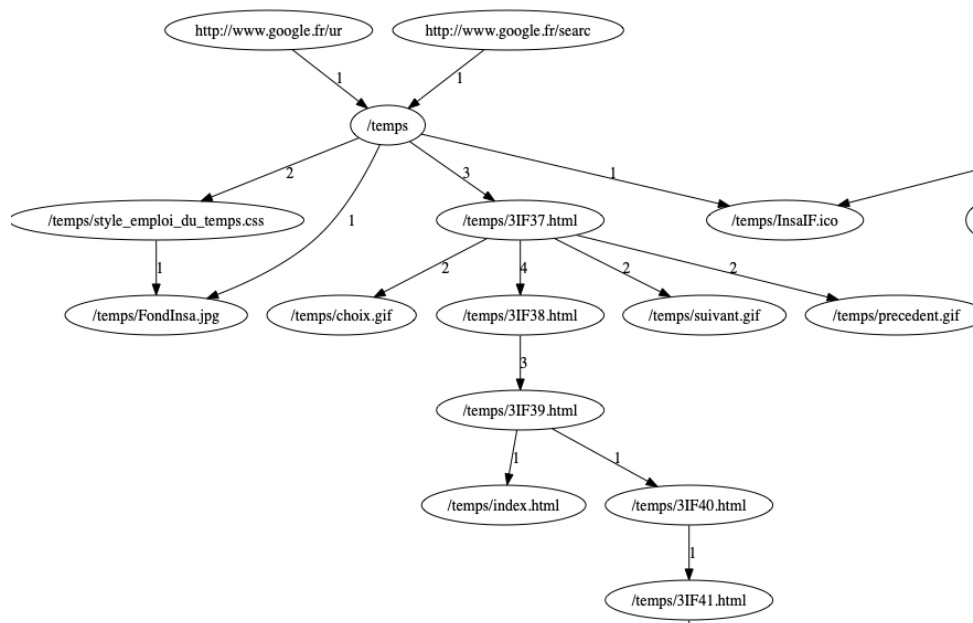 http://www.google.fr/ur
http://www.google.fr/searc
1
1
/temps
2
3
1
1
/temps/style_emploi_du_temps.css
/temps/3IF37.html
/temps/InsaIF.ico
1
2
4
2
2
/temps/FondInsa.jpg
/temps/choix.gif
/temps/3IF38.html
/temps/suivant.gif
/temps/precedent.gif
3
/temps/3IF39.html
1
1
/temps/index.html
/temps/3IF40.html
1
/temps/3IF41.html